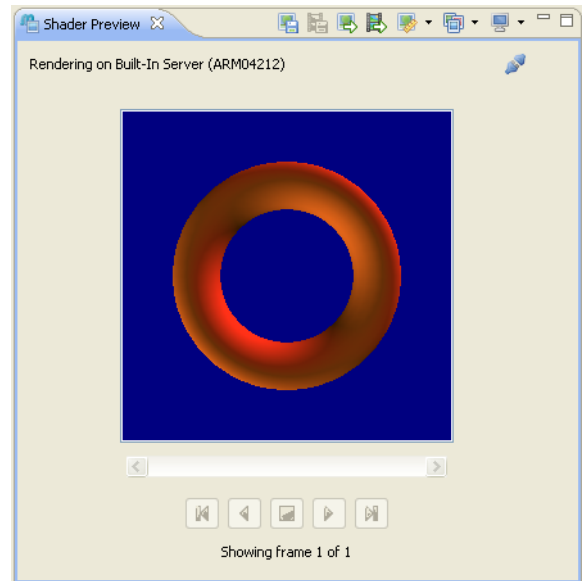 Shader Preview
Rendering on Built-In Server (ARM04212)
Showing frame 1 of 1